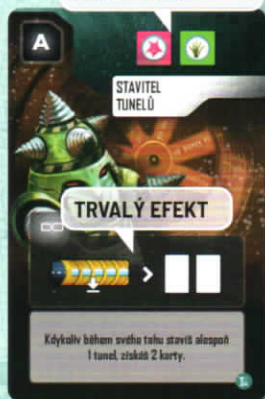 A
STAVITEL
TUNELŮ
TRVALÝ EFEKT
Kdykoliv během svého tahu stavíš alespoň
1 tunel, získáš 2 karty.